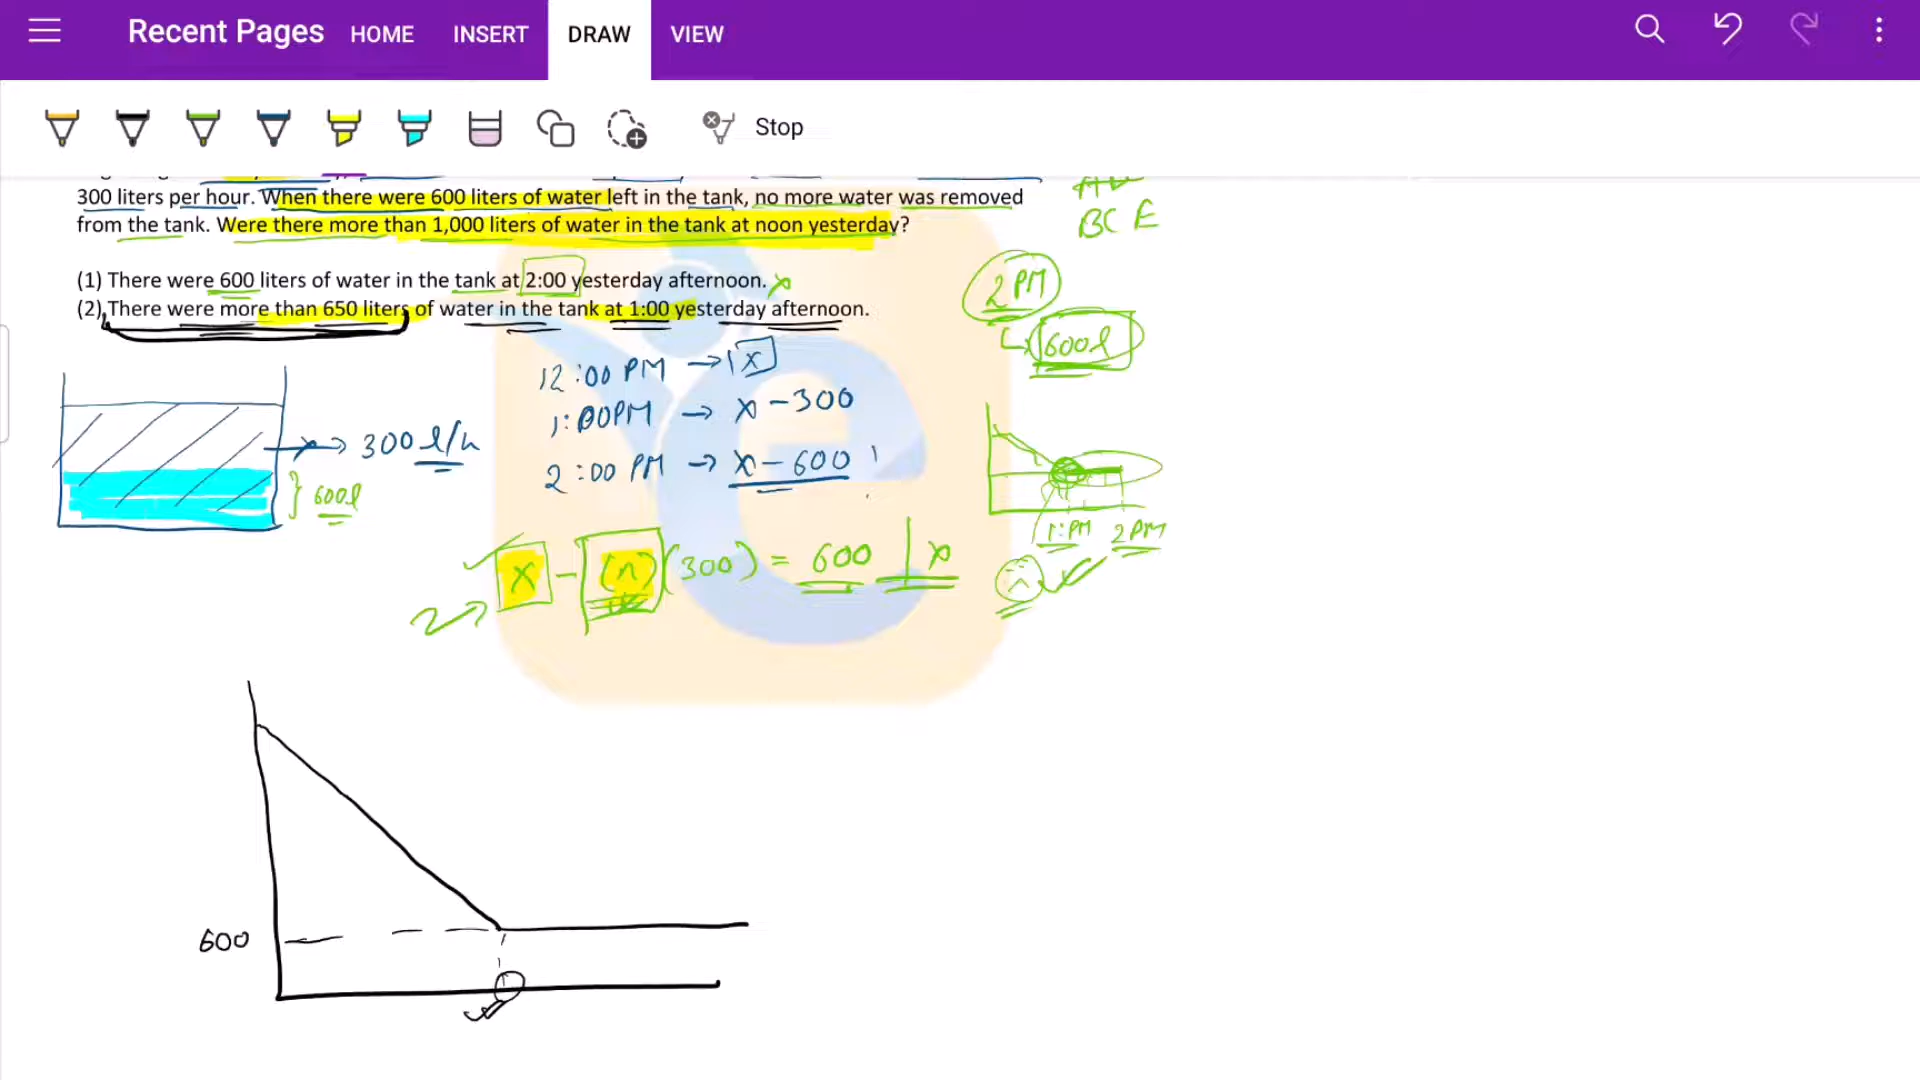 Recent Pages HOME INSERT DRAW VIEW
Stop
300 liters per hour. When there were 600 liters of water left in the tank, no more water was removed
from the tank. Were there more than 1,000 liters of water in the tank at noon yesterday?
BC E
(1) There were 600 liters of water in the tank at 2:00 yesterday afternoon. x
(2) There were more than 650 liters of water in the tank at 1:00 yesterday afternoon.
2 PM
600l
12:00 PM → x
1:00PM → x - 300
2:00 PM → x - 600
300 l/h
600l
1:PM 2 PM
x - (n)(300) = 600 | x
600